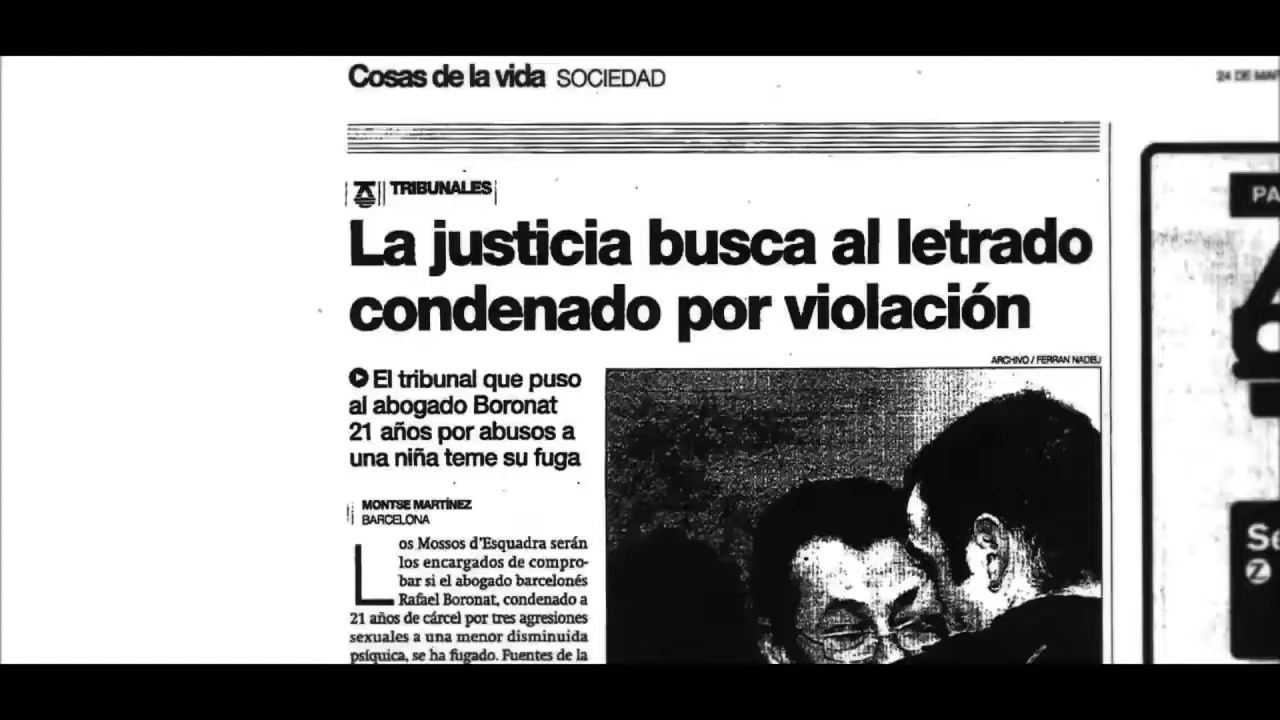 Cosas de la vida SOCIEDAD
24 DE
TRIBUNALES
La justicia busca al letrado
condenado por violación
ARCHIVO / FERRAN NADEU
El tribunal que puso
al abogado Boronat
21 años por abusos a
una niña teme su fuga
MONTSE MARTÍNEZ
BARCELONA
Los Mossos d'Esquadra serán
los encargados de compro-
bar si el abogado barcelonés
Rafael Boronat, condenado a
21 años de cárcel por tres agresiones
sexuales a una menor disminuida
psíquica, se ha fugado. Fuentes de la
PA